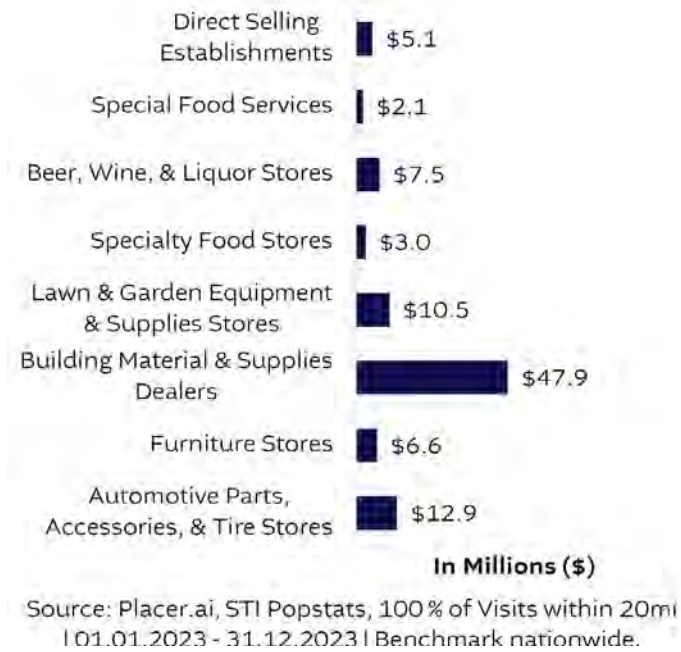 Direct Selling
Establishments
$5.1
Special Food Services
$2.1
Beer, Wine, & Liquor Stores
$7.5
Specialty Food Stores
$3.0
Lawn & Garden Equipment
& Supplies Stores
$10.5
Building Material & Supplies
Dealers
$47.9
Furniture Stores
$6.6
Automotive Parts,
Accessories, & Tire Stores
$12.9
In Millions ($)
Source: Placer.ai, STI Popstats, 100% of Visits within 20mi
| 01.01.2023 - 31.12.2023 | Benchmark nationwide.